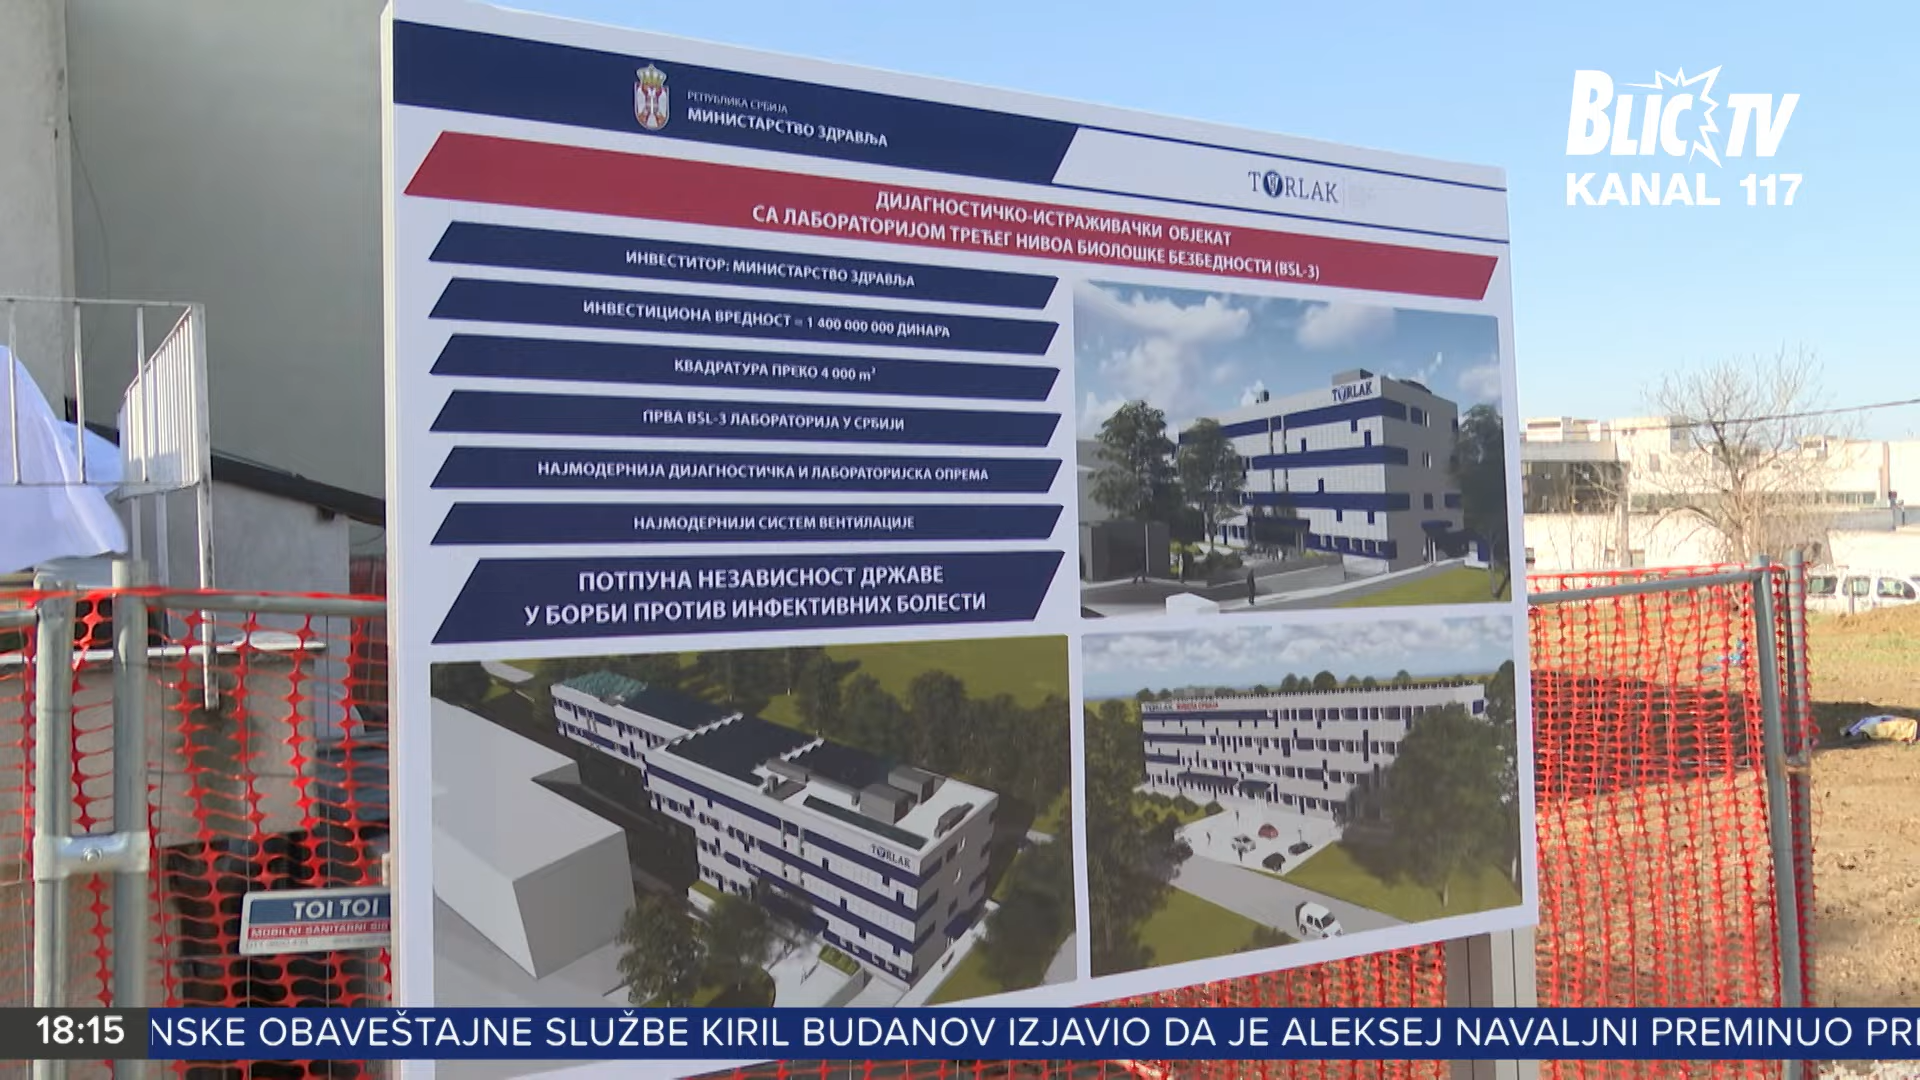 BLIC TV
KANAL 117
РЕПУБЛИКА СРБИЈА
МИНИСТАРСТВО ЗДРАВЉА
TORLAK
ДИЈАГНОСТИЧКО-ИСТРАЖИВАЧКИ ОБЈЕКАТ
СА ЛАБОРАТОРИЈОМ ТРЕЋЕГ НИВОА БИОЛОШКЕ БЕЗБЕДНОСТИ (BSL-3)
ИНВЕСТИТОР: МИНИСТАРСТВО ЗДРАВЉА
ИНВЕСТИЦИОНА ВРЕДНОСТ = 1 400 000 000 ДИНАРА
КВАДРАТУРА ПРЕКО 4 000 m²
ПРВА BSL-3 ЛАБОРАТОРИЈА У СРБИЈИ
НАЈМОДЕРНИЈА ДИЈАГНОСТИЧКА И ЛАБОРАТОРИЈСКА ОПРЕМА
НАЈМОДЕРНИЈИ СИСТЕМ ВЕНТИЛАЦИЈЕ
ПОТПУНА НЕЗАВИСНОСТ ДРЖАВЕ
У БОРБИ ПРОТИВ ИНФЕКТИВНИХ БОЛЕСТИ
TORLAK
TORLAK
TORLAK
TOI TOI
MOBILNI SANITARNI SIS
18:15 NSKE OBAVEŠTAJNE SLUŽBE KIRIL BUDANOV IZJAVIO DA JE ALEKSEJ NAVALJNI PREMINUO PRI